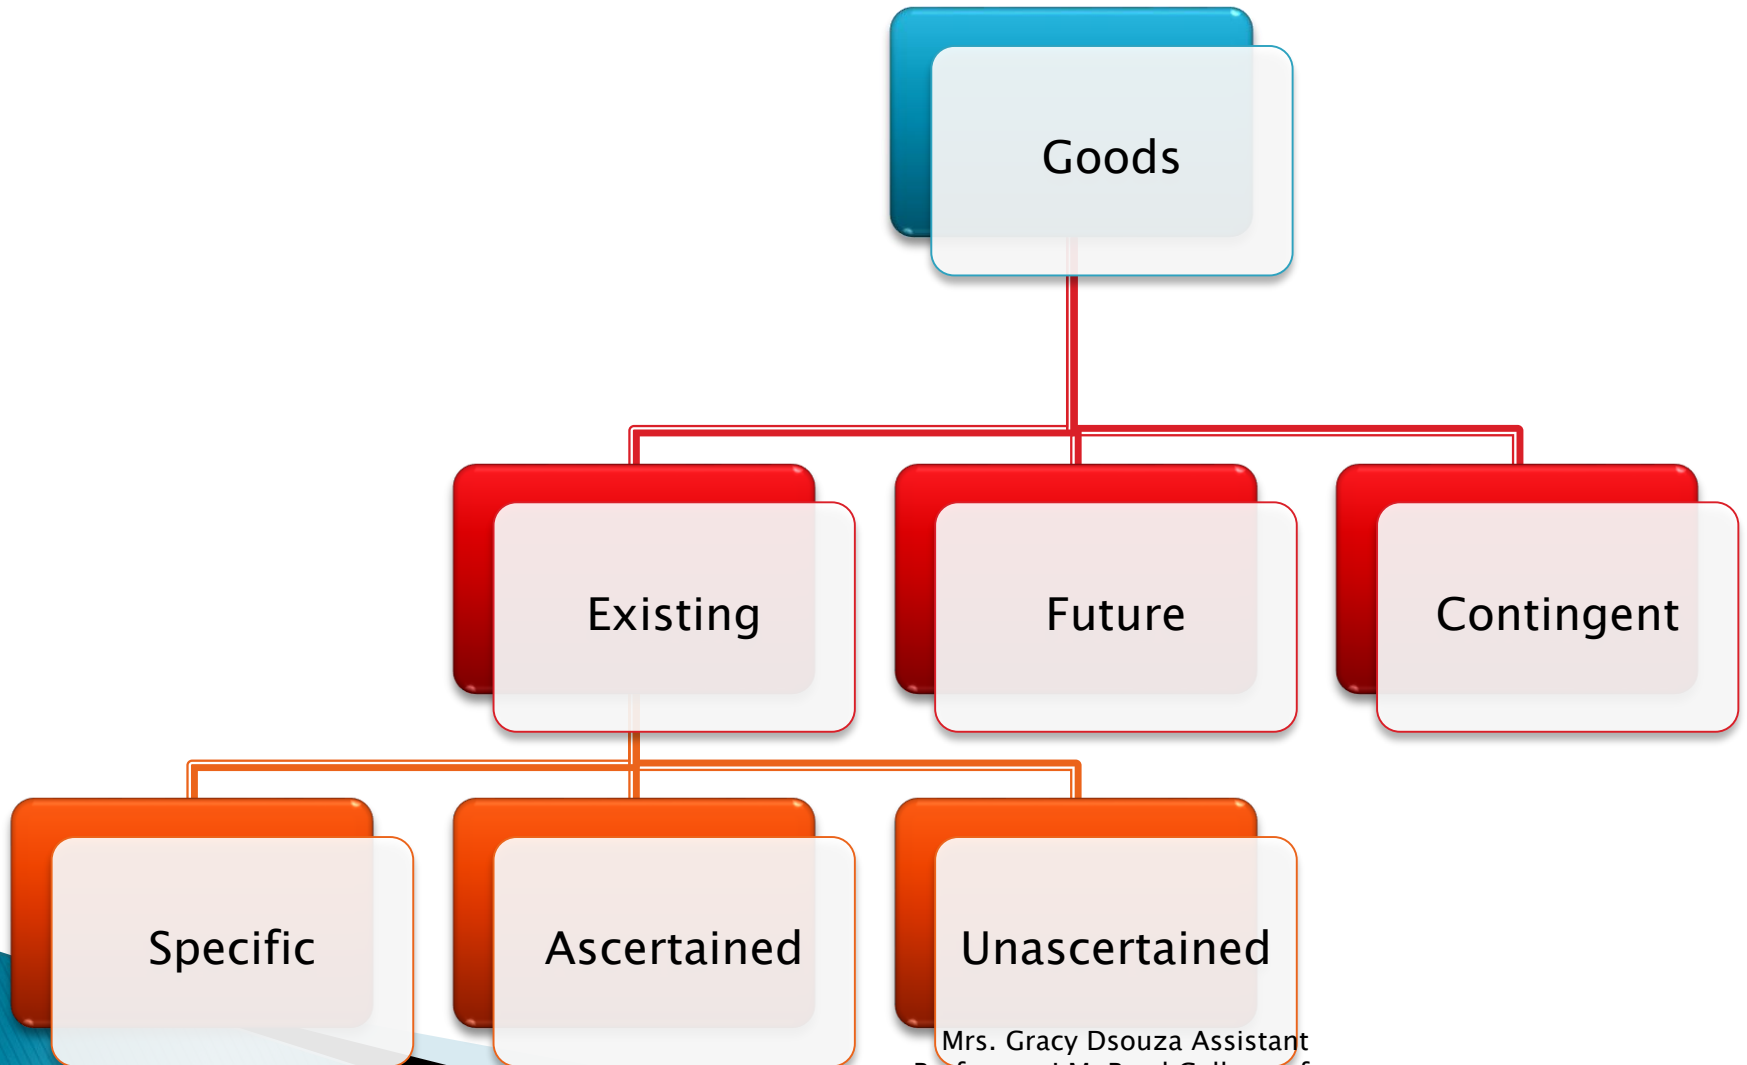 Goods
Existing
Future
Contingent
Specific
Ascertained
Unascertained
Mrs. Gracy Dsouza Assistant